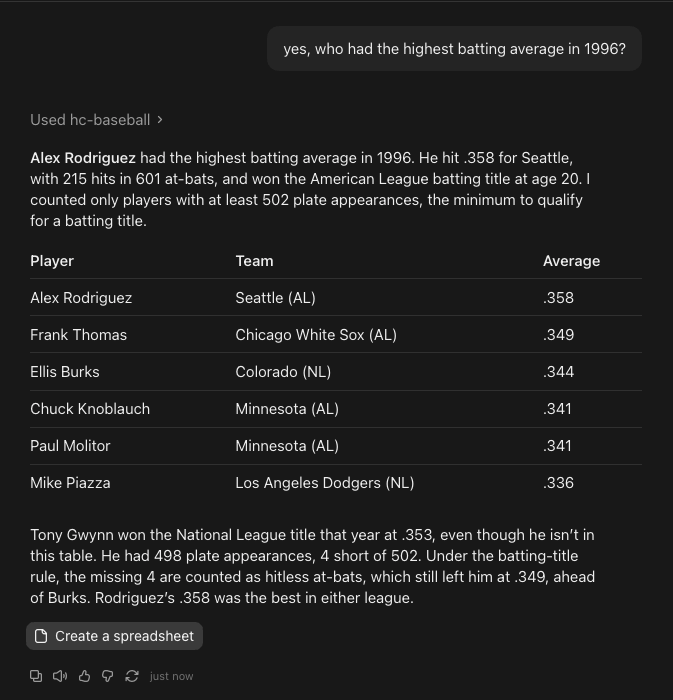 yes, who had the highest batting average in 1996?
Used hc-baseball
Alex Rodriguez had the highest batting average in 1996. He hit .358 for Seattle,
with 215 hits in 601 at-bats, and won the American League batting title at age 20. I
counted only players with at least 502 plate appearances, the minimum to qualify
for a batting title.
Player Team Average
Alex Rodriguez Seattle (AL) .358
Frank Thomas Chicago White Sox (AL) .349
Ellis Burks Colorado (NL) .344
Chuck Knoblauch Minnesota (AL) .341
Paul Molitor Minnesota (AL) .341
Mike Piazza Los Angeles Dodgers (NL) .336
Tony Gwynn won the National League title that year at .353, even though he isn’t in
this table. He had 498 plate appearances, 4 short of 502. Under the batting-title
rule, the missing 4 are counted as hitless at-bats, which still left him at .349, ahead
of Burks. Rodriguez’s .358 was the best in either league.
Create a spreadsheet
just now